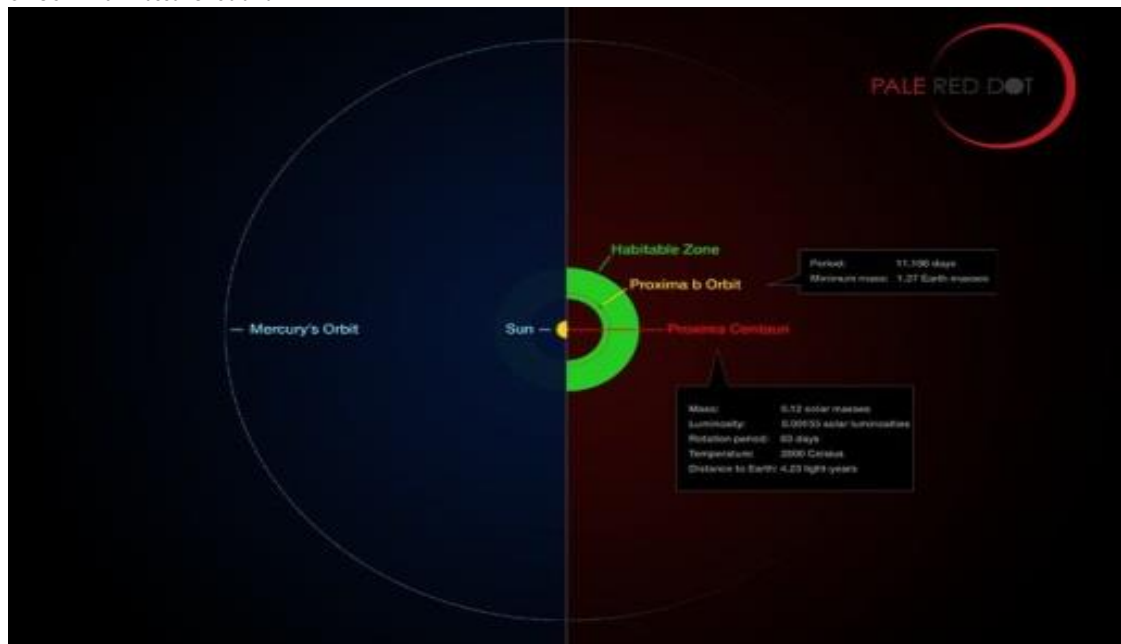 PALE RED DOT
Habitable Zone
Period: 11.186 days
Minimum mass: 1.27 Earth masses
Proxima b Orbit
Mercury's Orbit
Sun
Proxima Centauri
Mass: 0.12 solar masses
Luminosity: 0.00155 solar luminosities
Rotation period: 83 days
Temperature: Celsius
Distance to Earth: 4.23 light-years